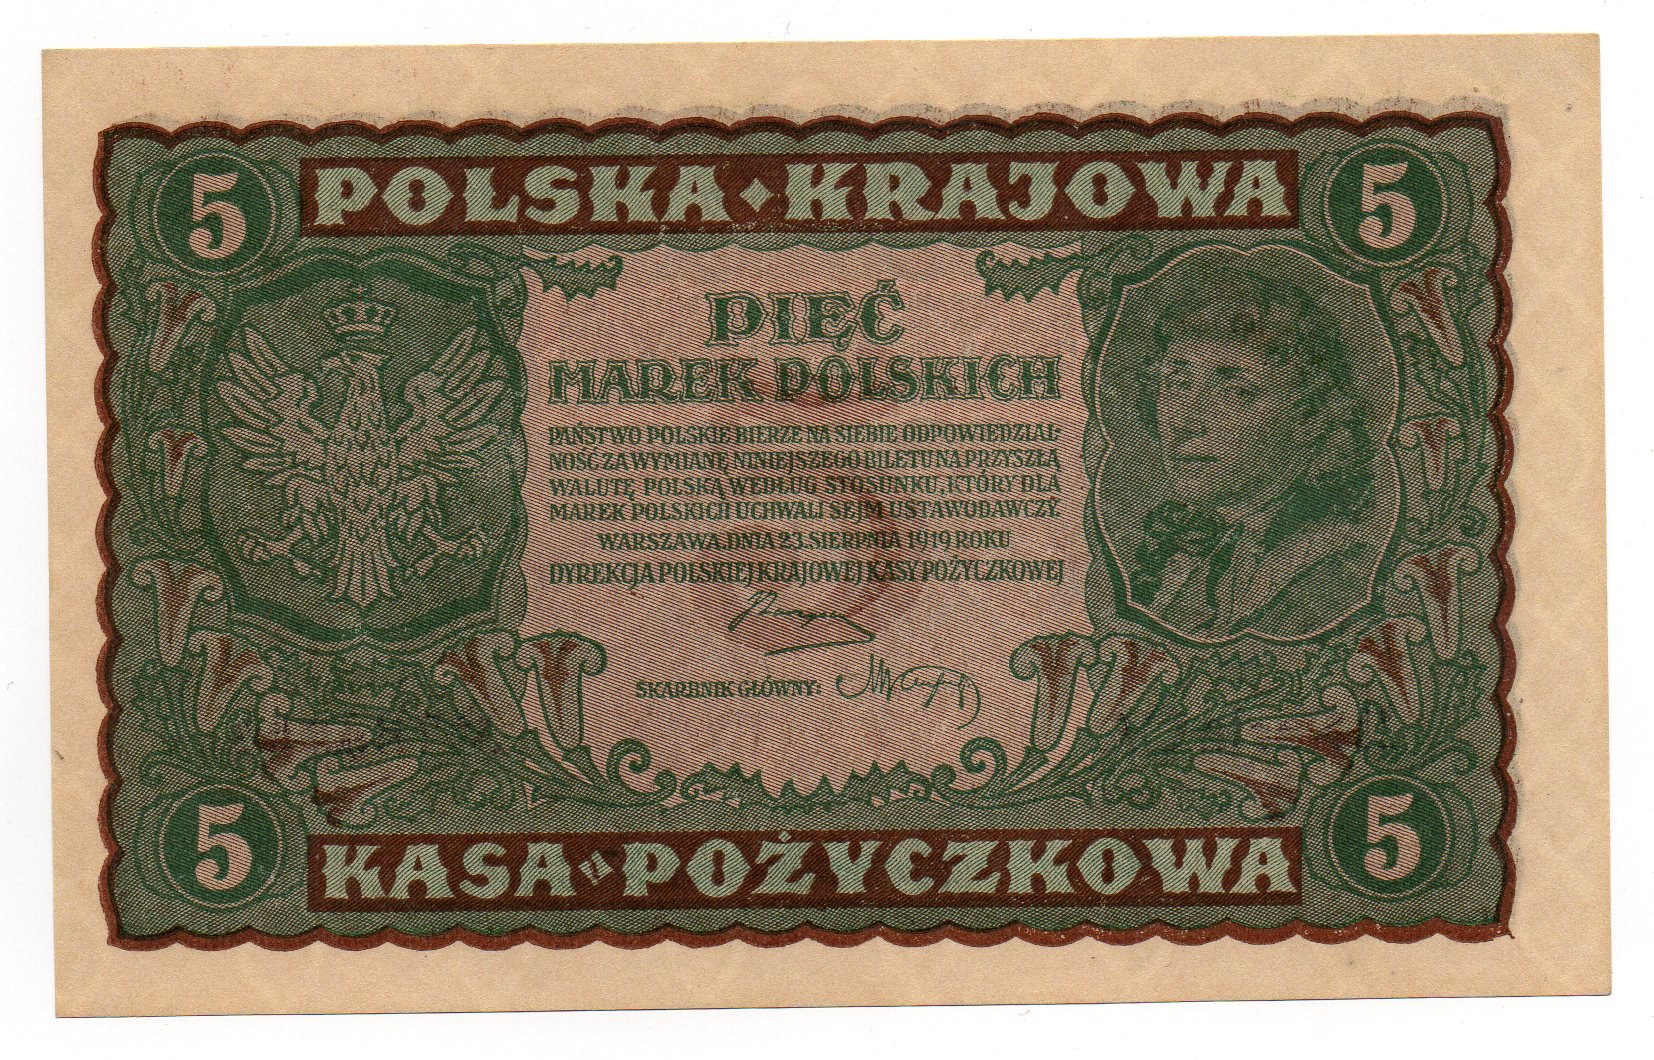 5 POLSKA KRAJOWA 5
PIĘĆ
MAREK POLSKICH
PAŃSTWO POLSKIE BIERZE NA SIEBIE ODPOWIEDZIAL-
NOŚĆ ZA WYMIANĘ NINIEJSZEGO BILETU NA PRZYSZŁĄ
WALUTĘ POLSKĄ WEDŁUG STOSUNKU, KTÓRY DLA
MAREK POLSKICH UCHWALI SEJM USTAWODAWCZY.
WARSZAWA, DNIA 23. SIERPNIA 1919 ROKU
DYREKCJA POLSKIEJ KRAJOWEJ KASY POŻYCZKOWEJ
SKARBNIK GŁÓWNY:
5 KASA POŻYCZKOWA 5